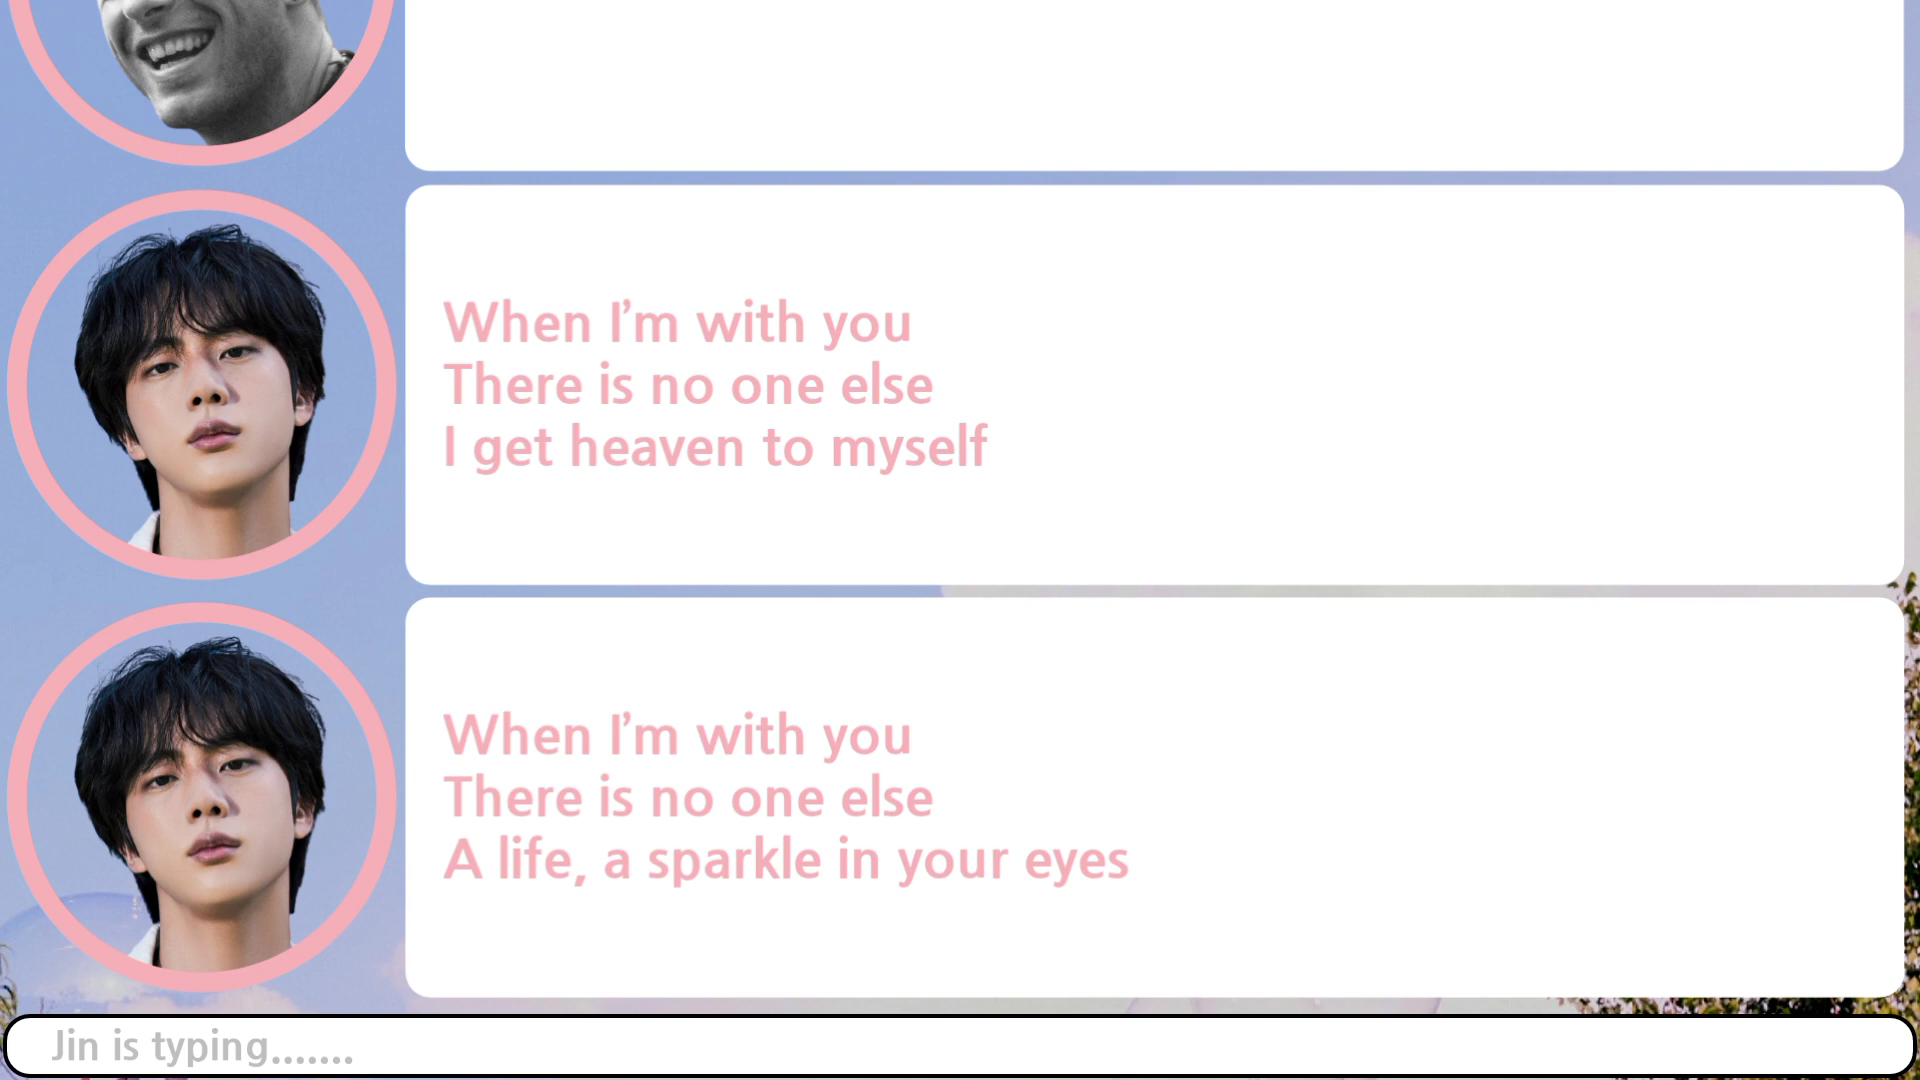 When I'm with you
There is no one else
I get heaven to myself
When I'm with you
There is no one else
A life, a sparkle in your eyes
Jin is typing.......